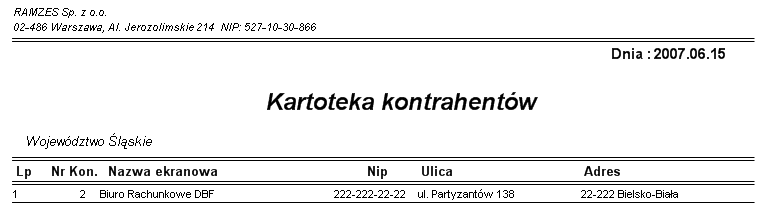 RAMZES Sp. z o.o.
02-486 Warszawa, Al. Jerozolimskie 214 NIP: 527-10-30-866
Dnia : 2007.06.15
Kartoteka kontrahentów
Województwo Śląskie
Lp Nr Kon. Nazwa ekranowa Nip Ulica Adres
1 2 Biuro Rachunkowe DBF 222-222-22-22 ul. Partyzantów 138 22-222 Bielsko-Biała